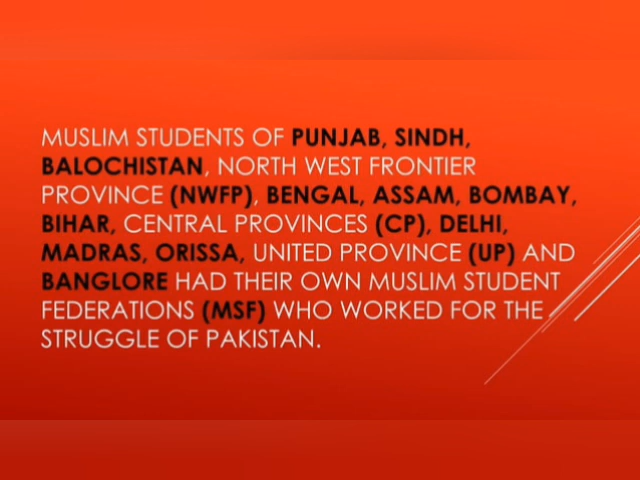 MUSLIM STUDENTS OF PUNJAB, SINDH,
BALOCHISTAN, NORTH WEST FRONTIER
PROVINCE (NWFP), BENGAL, ASSAM, BOMBAY,
BIHAR, CENTRAL PROVINCES (CP), DELHI,
MADRAS, ORISSA, UNITED PROVINCE (UP) AND
BANGLORE HAD THEIR OWN MUSLIM STUDENT
FEDERATIONS (MSF) WHO WORKED FOR THE
STRUGGLE OF PAKISTAN.